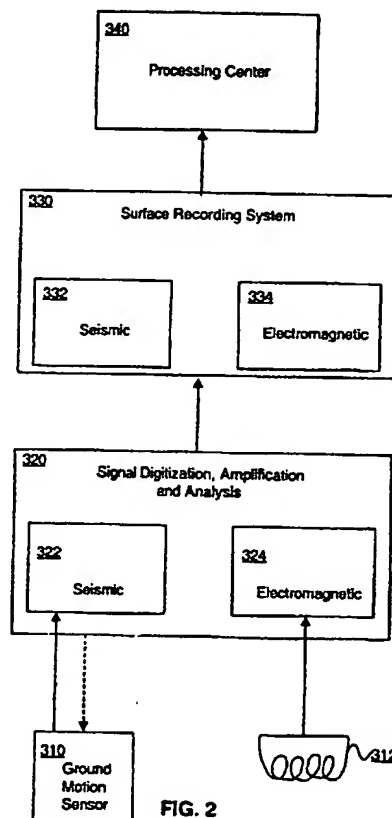 340
Processing Center
330
Surface Recording System
332
Seismic
334
Electromagnetic
320
Signal Digitization, Amplification
and Analysis
322
Seismic
324
Electromagnetic
310
Ground
Motion
Sensor
312
FIG. 2